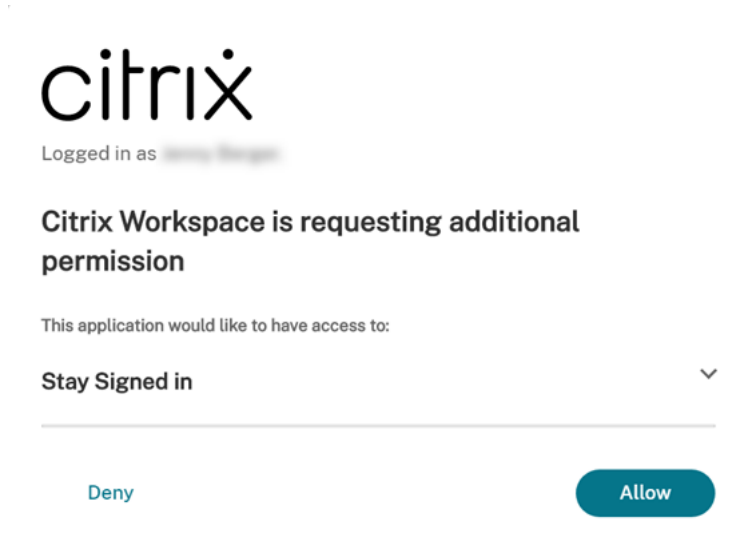 citrix
Logged in as
Citrix Workspace is requesting additional
permission
This application would like to have access to:
Stay Signed in
Deny
Allow